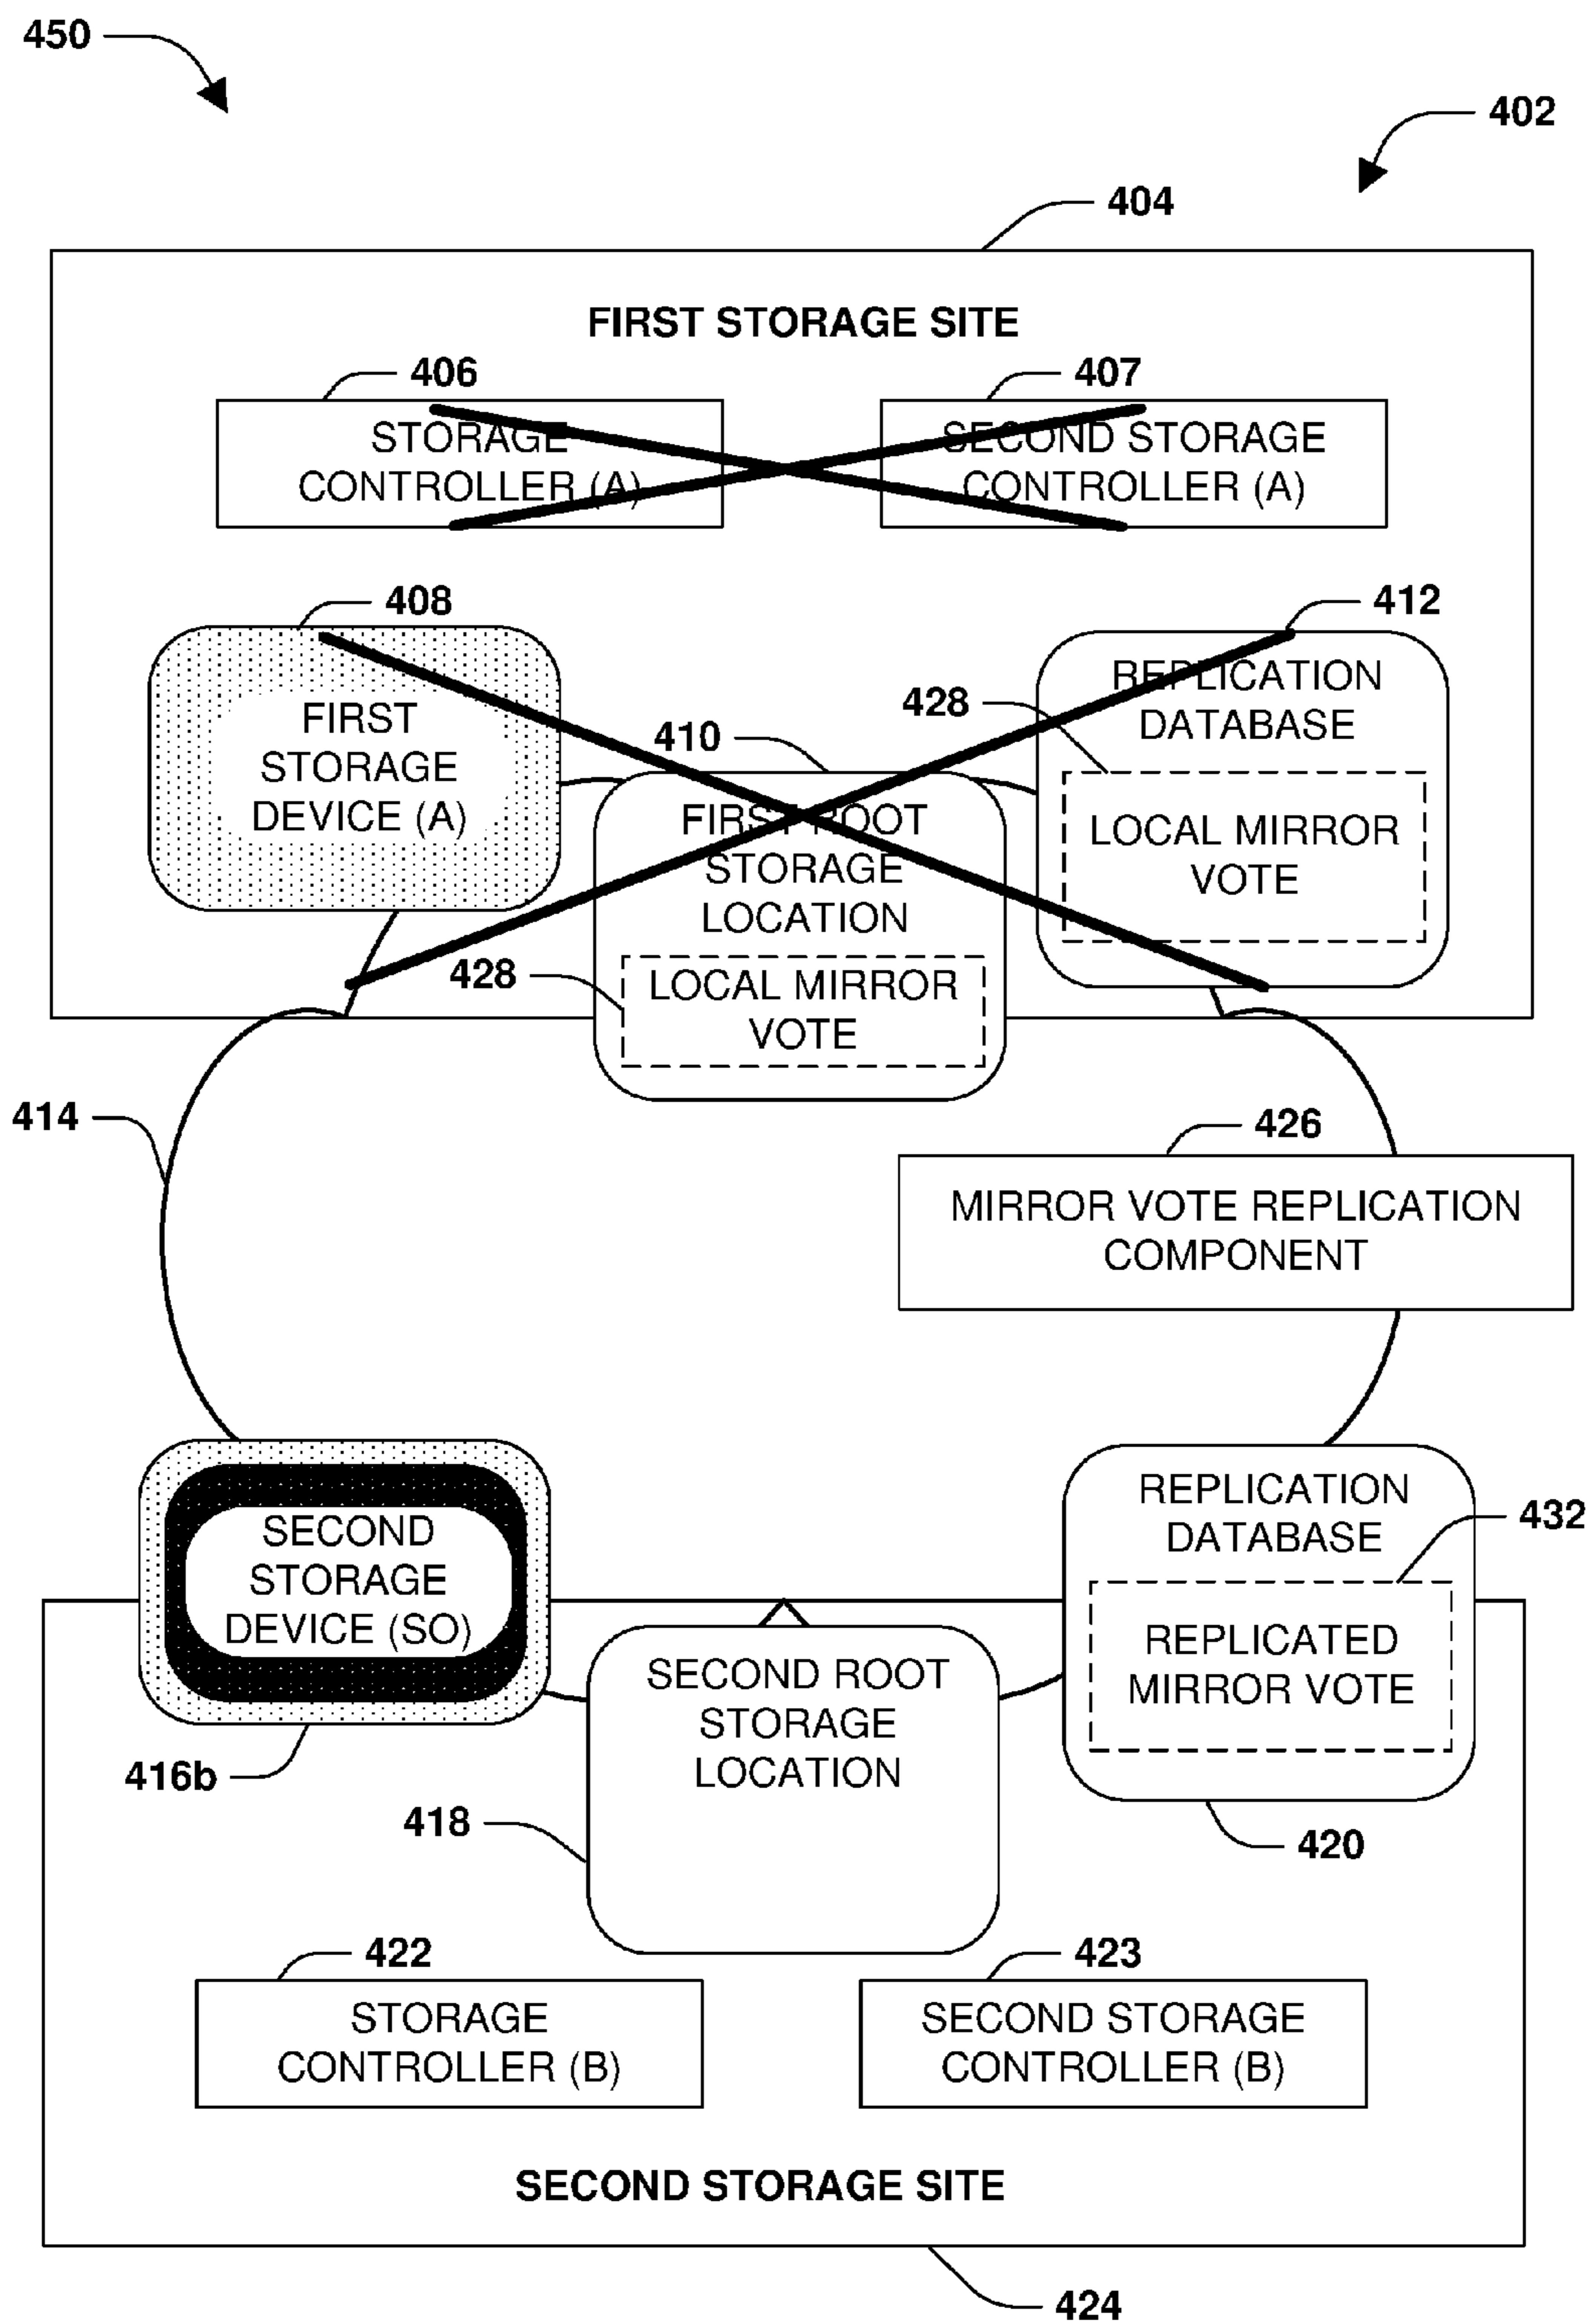 450
402
404
FIRST STORAGE SITE
406
407
STORAGE
CONTROLLER (A)
SECOND STORAGE
CONTROLLER (A)
408
412
FIRST
STORAGE
DEVICE (A)
428
REPLICATION
DATABASE
410
LOCAL MIRROR
VOTE
FIRST ROOT
STORAGE
LOCATION
428
LOCAL MIRROR
VOTE
414
426
MIRROR VOTE REPLICATION
COMPONENT
SECOND
STORAGE
DEVICE (SO)
REPLICATION
DATABASE
432
REPLICATED
MIRROR VOTE
SECOND ROOT
STORAGE
LOCATION
416b
418
420
422
423
STORAGE
CONTROLLER (B)
SECOND STORAGE
CONTROLLER (B)
SECOND STORAGE SITE
424